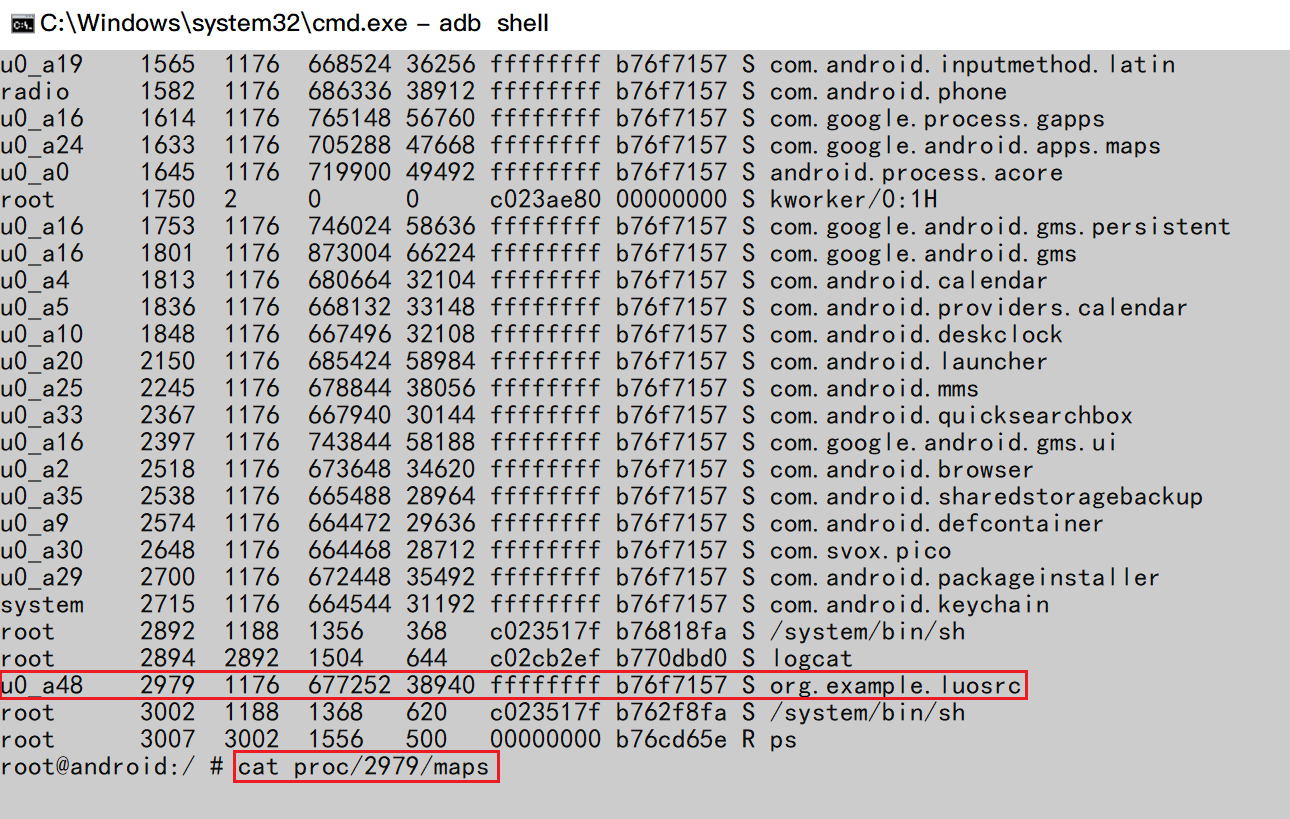 C:\Windows\system32\cmd.exe - adb  shell
u0_a19    1565  1176  668524 36256 ffffffff b76f7157 S com.android.inputmethod.latin
radio     1582  1176  686336 38912 ffffffff b76f7157 S com.android.phone
u0_a16    1614  1176  765148 56760 ffffffff b76f7157 S com.google.process.gapps
u0_a24    1633  1176  705288 47668 ffffffff b76f7157 S com.google.android.apps.maps
u0_a0     1645  1176  719900 49492 ffffffff b76f7157 S android.process.acore
root      1750  2     0      0     c023ae80 00000000 S kworker/0:1H
u0_a16    1753  1176  746024 58636 ffffffff b76f7157 S com.google.android.gms.persistent
u0_a16    1801  1176  873004 66224 ffffffff b76f7157 S com.google.android.gms
u0_a4     1813  1176  680664 32104 ffffffff b76f7157 S com.android.calendar
u0_a5     1836  1176  668132 33148 ffffffff b76f7157 S com.android.providers.calendar
u0_a10    1848  1176  667496 32108 ffffffff b76f7157 S com.android.deskclock
u0_a20    2150  1176  685424 58984 ffffffff b76f7157 S com.android.launcher
u0_a25    2245  1176  678844 38056 ffffffff b76f7157 S com.android.mms
u0_a33    2367  1176  667940 30144 ffffffff b76f7157 S com.android.quicksearchbox
u0_a16    2397  1176  743844 58188 ffffffff b76f7157 S com.google.android.gms.ui
u0_a2     2518  1176  673648 34620 ffffffff b76f7157 S com.android.browser
u0_a35    2538  1176  665488 28964 ffffffff b76f7157 S com.android.sharedstoragebackup
u0_a9     2574  1176  664472 29636 ffffffff b76f7157 S com.android.defcontainer
u0_a30    2648  1176  664468 28712 ffffffff b76f7157 S com.svox.pico
u0_a29    2700  1176  672448 35492 ffffffff b76f7157 S com.android.packageinstaller
system    2715  1176  664544 31192 ffffffff b76f7157 S com.android.keychain
root      2892  1188  1356   368   c023517f b76818fa S /system/bin/sh
root      2894  2892  1504   644   c02cb2ef b770dbd0 S logcat
u0_a48    2979  1176  677252 38940 ffffffff b76f7157 S org.example.luosrc
root      3002  1188  1368   620   c023517f b762f8fa S /system/bin/sh
root      3007  3002  1556   500   00000000 b76cd65e R ps
root@android:/ # cat proc/2979/maps